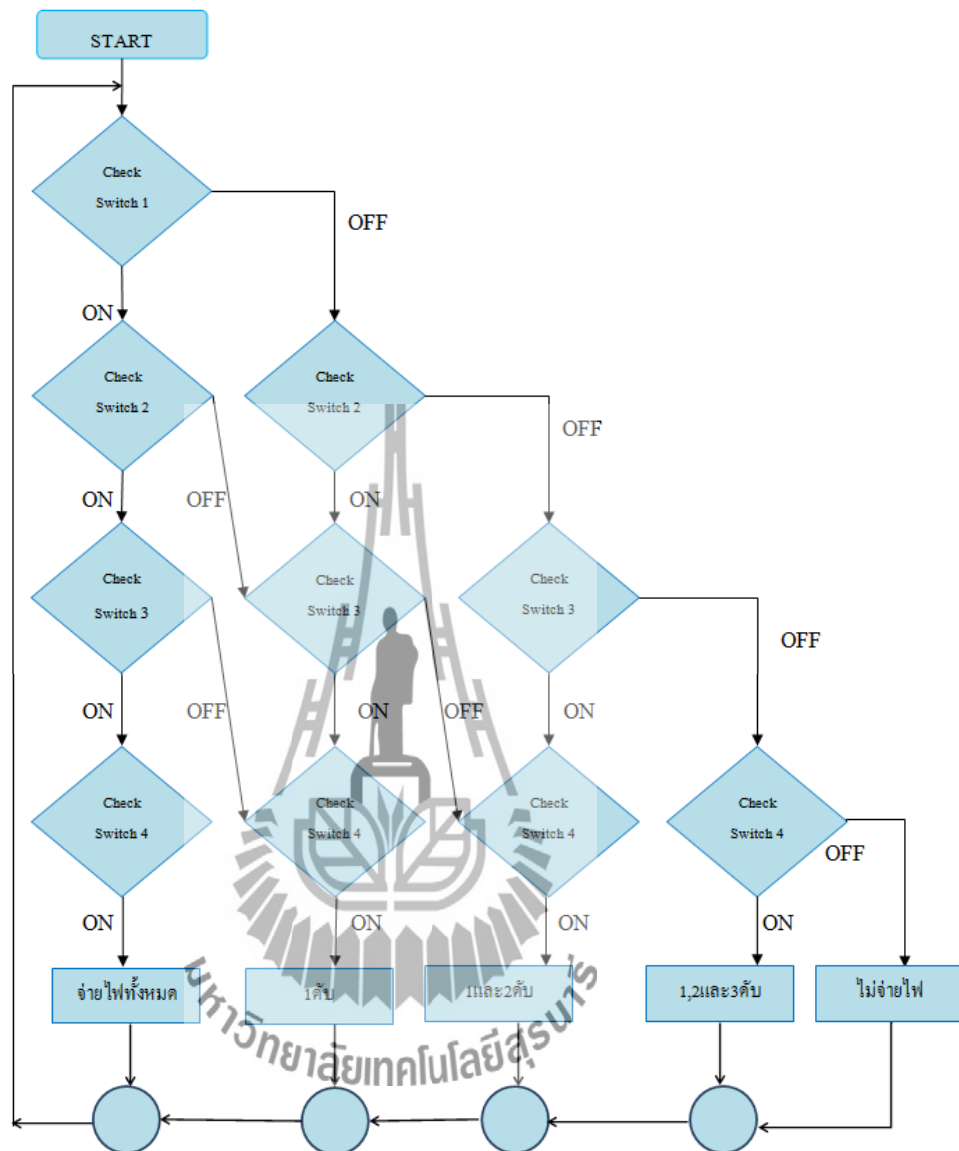 START
Check
Switch 1
OFF
ON
Check
Switch 2
Check
Switch 2
OFF
ON
OFF
ON
Check
Switch 3
Check
Switch 3
Check
Switch 3
OFF
ON
OFF
ON
OFF
ON
Check
Switch 4
Check
Switch 4
Check
Switch 4
Check
Switch 4
OFF
ON
ON
ON
ON
จ่ายไฟทั้งหมด
1ดับ
1และ2ดับ
1,2และ3ดับ
ไม่จ่ายไฟ
มหาวิทยาลัยเทคโนโลยีสุรนารี